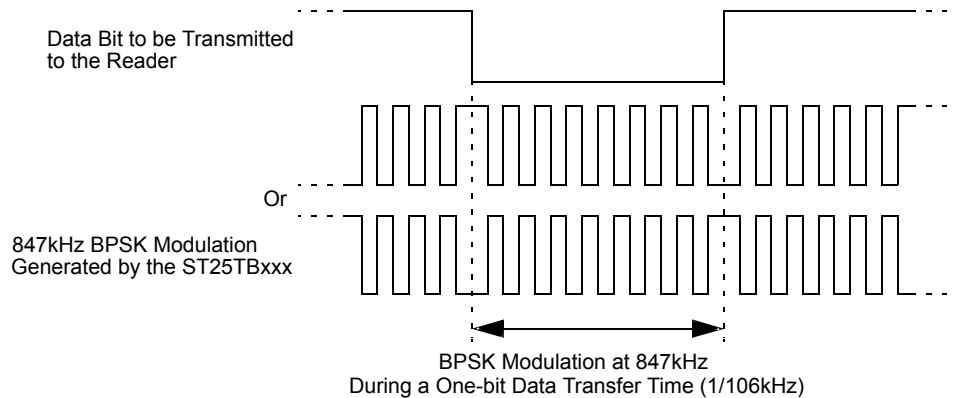 Data Bit to be Transmitted
to the Reader
Or
847kHz BPSK Modulation
Generated by the ST25TBxxx
BPSK Modulation at 847kHz
During a One-bit Data Transfer Time (1/106kHz)